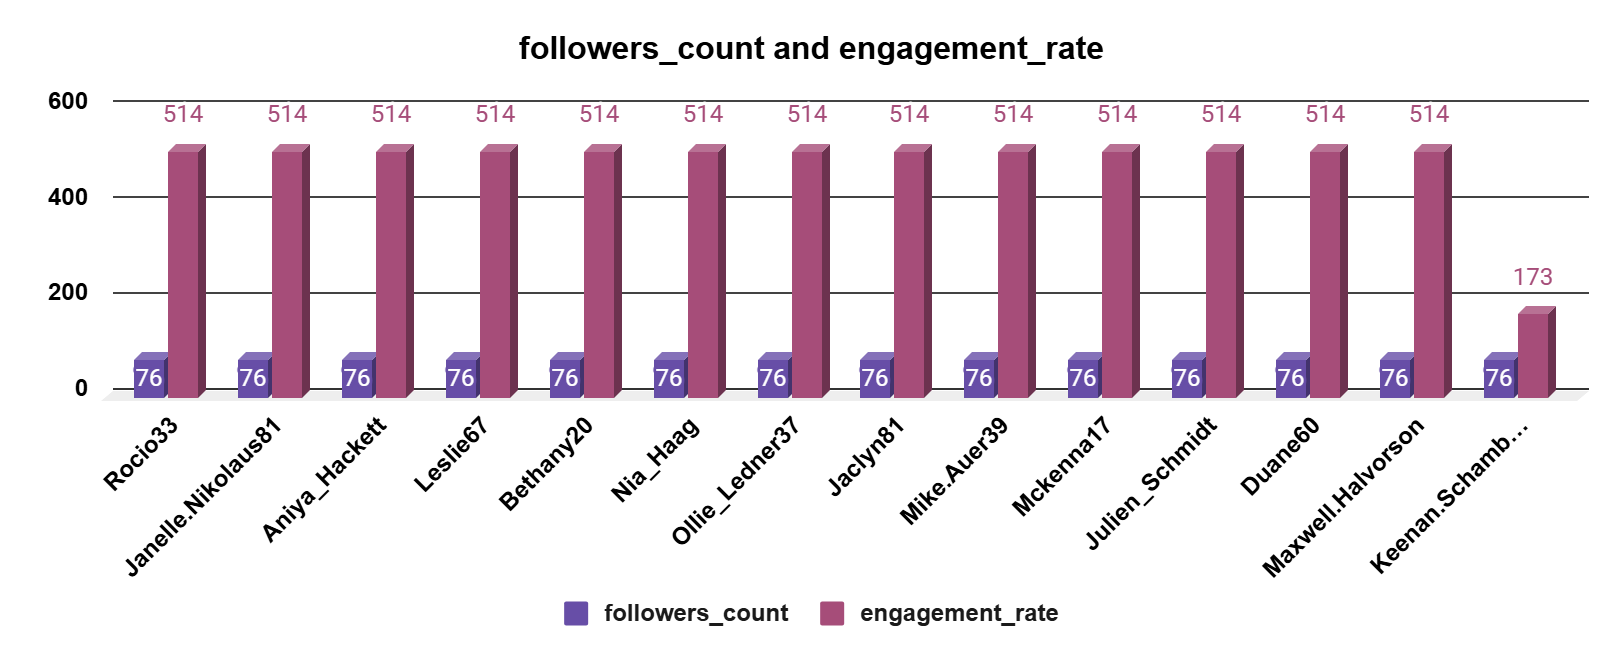 followers_count and engagement_rate
600
400
200
0
514 514 514 514 514 514 514 514 514 514 514 514 514 173
76 76 76 76 76 76 76 76 76 76 76 76 76 76
Rocio33
Janelle.Nikolaus81
Aniya_Hackett
Leslie67
Bethany20
Nia_Haag
Ollie_Ledner37
Jaclyn81
Mike.Auer39
Mckenna17
Julien_Schmidt
Duane60
Maxwell.Halvorson
Keenan.Schamb...
followers_count
engagement_rate